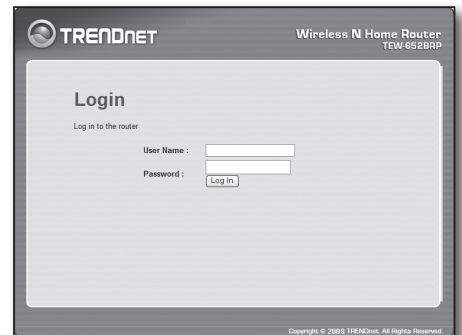 TRENDNET
Wireless N Home Router
TEW-652BRP
Login
Log in to the router
User Name :
Password :
Log In
Copyright © 2008 TRENDnet. All Rights Reserved.